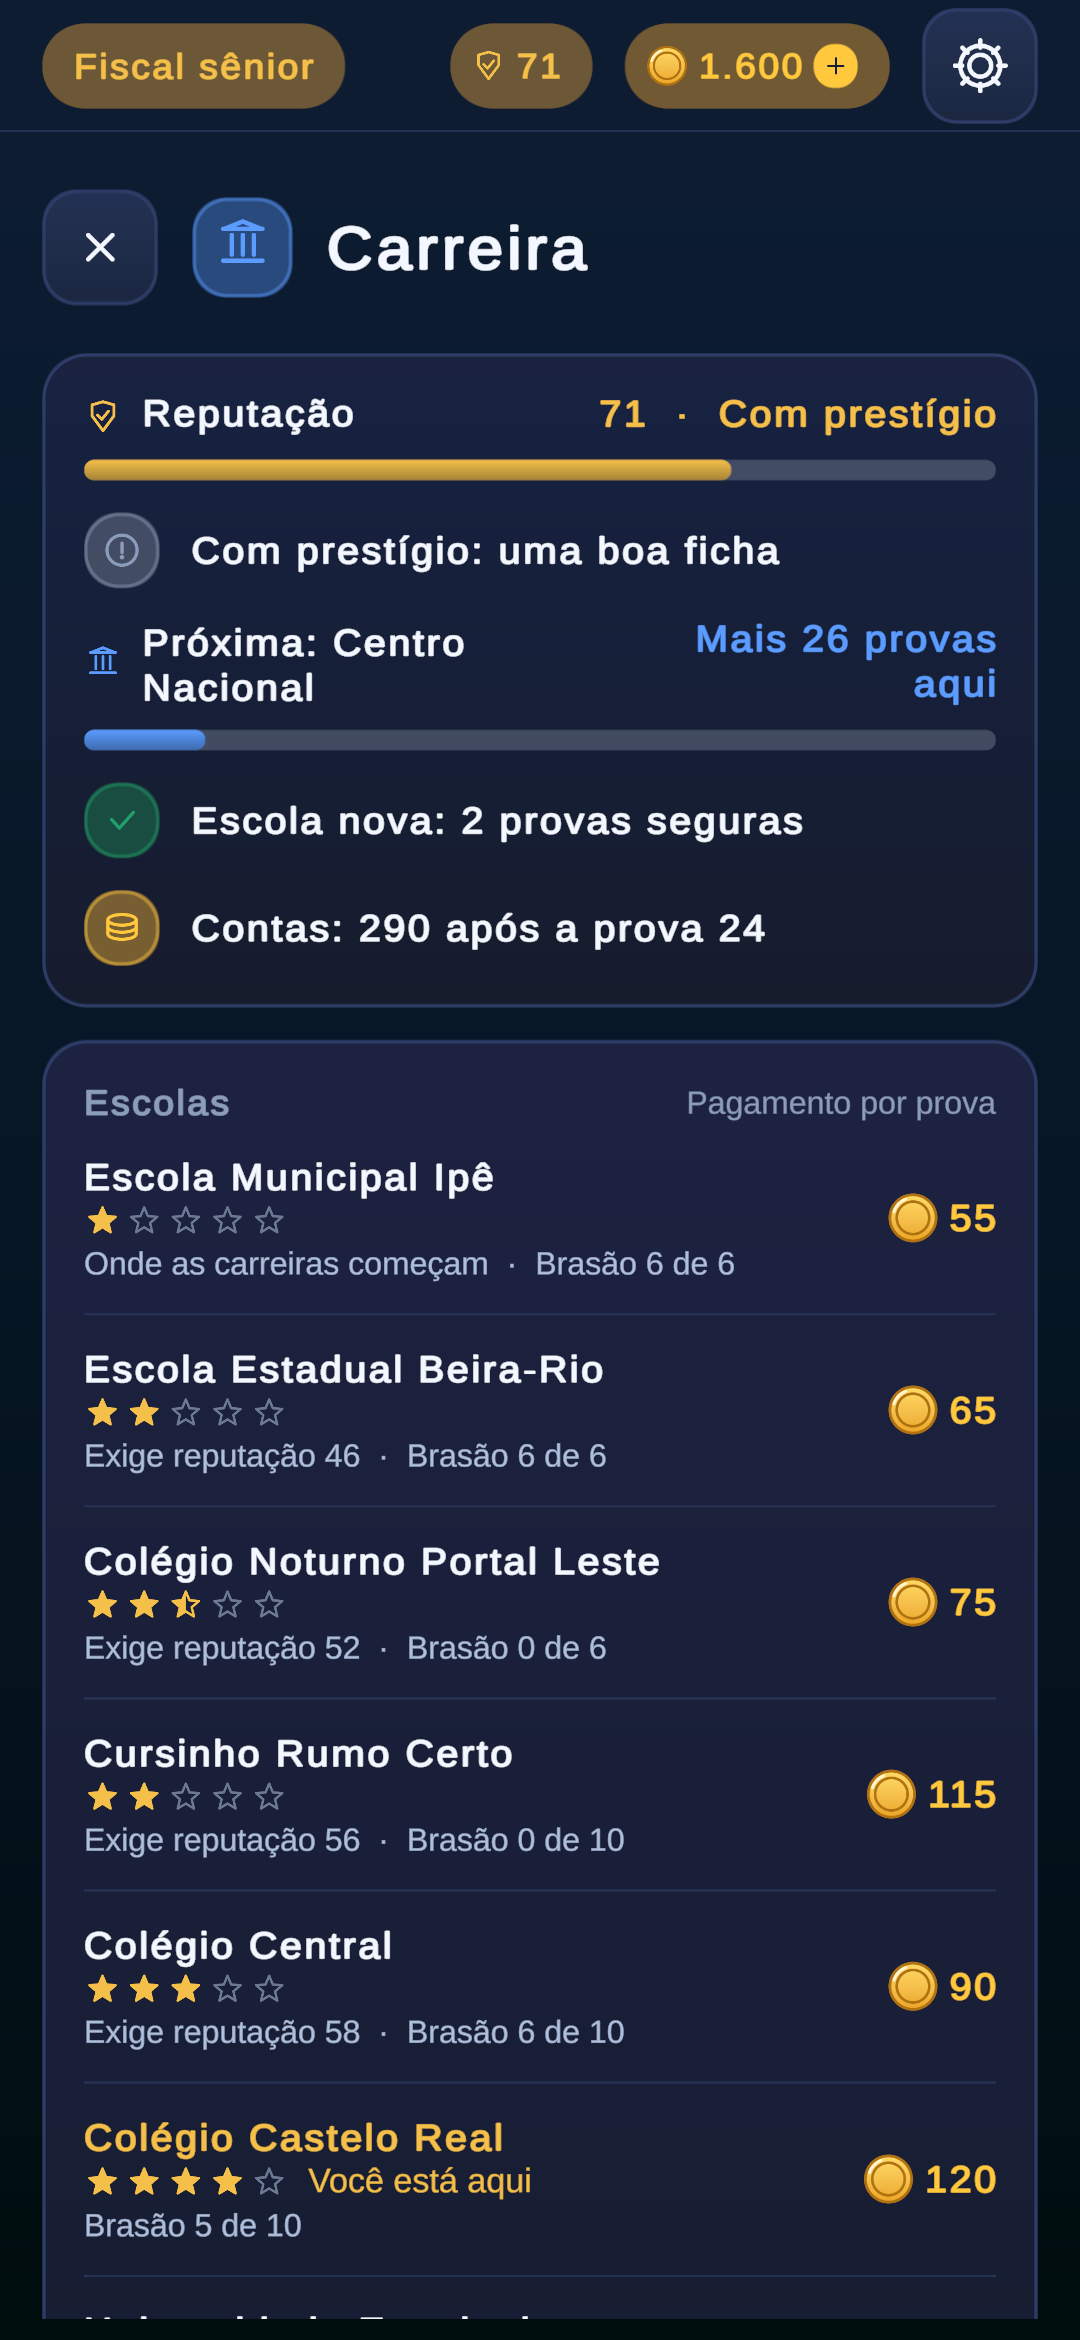 Fiscal sênior
71
1.600
Carreira
Reputação
71 · Com prestígio
Com prestígio: uma boa ficha
Próxima: Centro
Nacional
Mais 26 provas
aqui
Escola nova: 2 provas seguras
Contas: 290 após a prova 24
Escolas
Pagamento por prova
Escola Municipal Ipê
55
Onde as carreiras começam · Brasão 6 de 6
Escola Estadual Beira-Rio
65
Exige reputação 46 · Brasão 6 de 6
Colégio Noturno Portal Leste
75
Exige reputação 52 · Brasão 0 de 6
Cursinho Rumo Certo
115
Exige reputação 56 · Brasão 0 de 10
Colégio Central
90
Exige reputação 58 · Brasão 6 de 10
Colégio Castelo Real
Você está aqui
120
Brasão 5 de 10